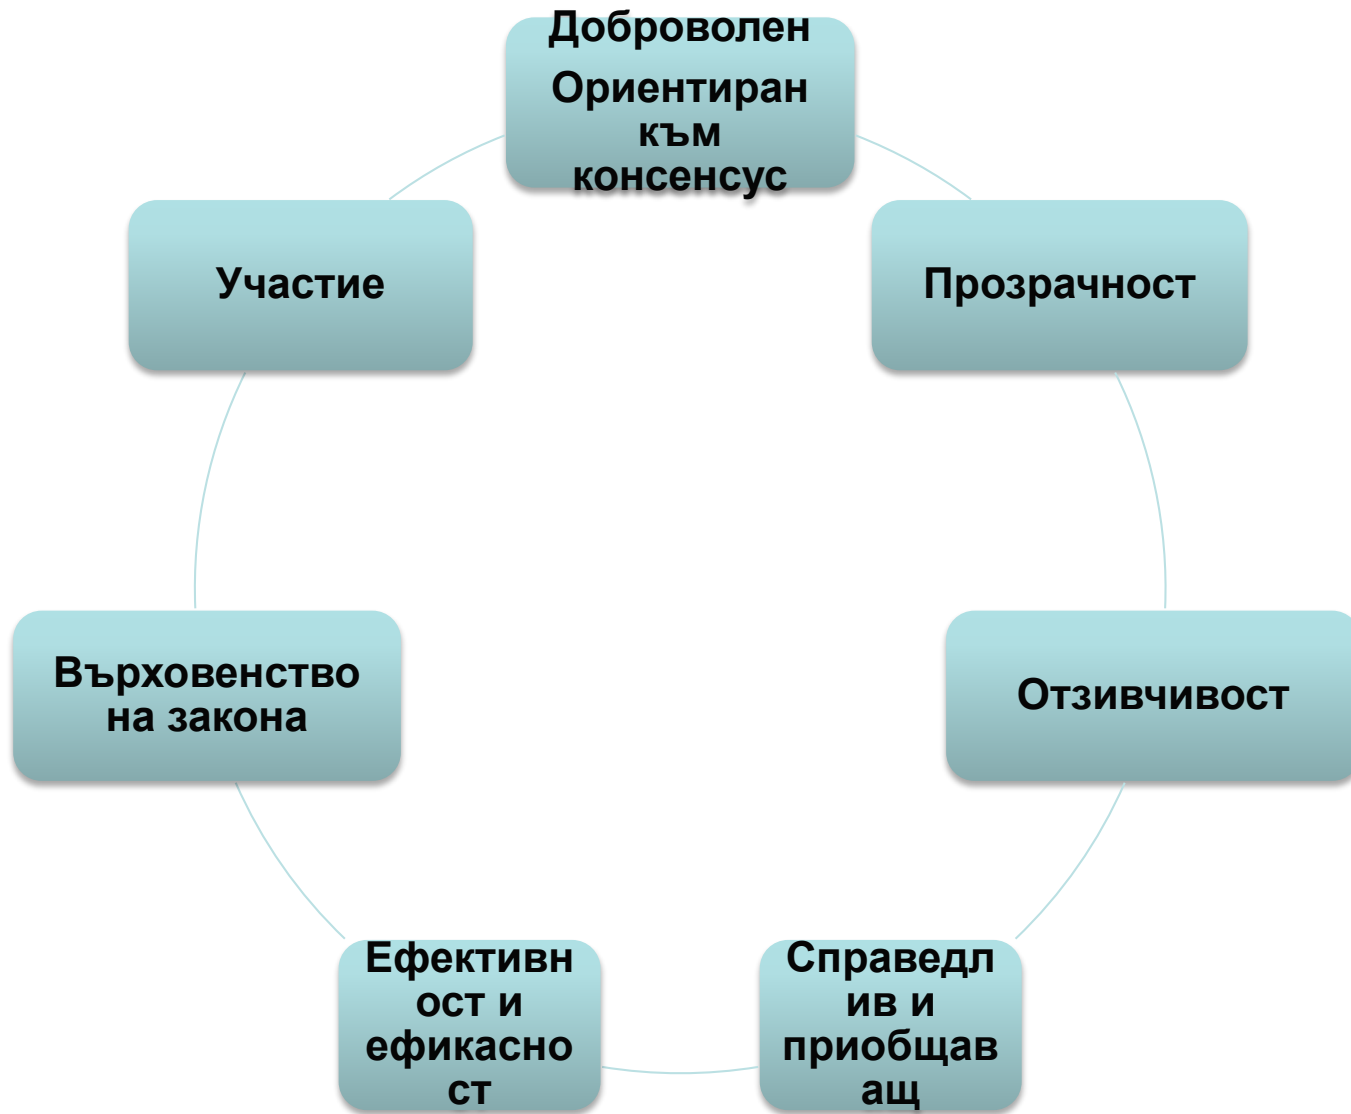 Доброволен
Ориентиран
към
консенсус
Участие
Прозрачност
Върховенство
на закона
Отзивчивост
Ефективн
ост и
ефикасно
ст
Справедл
ив и
приобщав
ащ